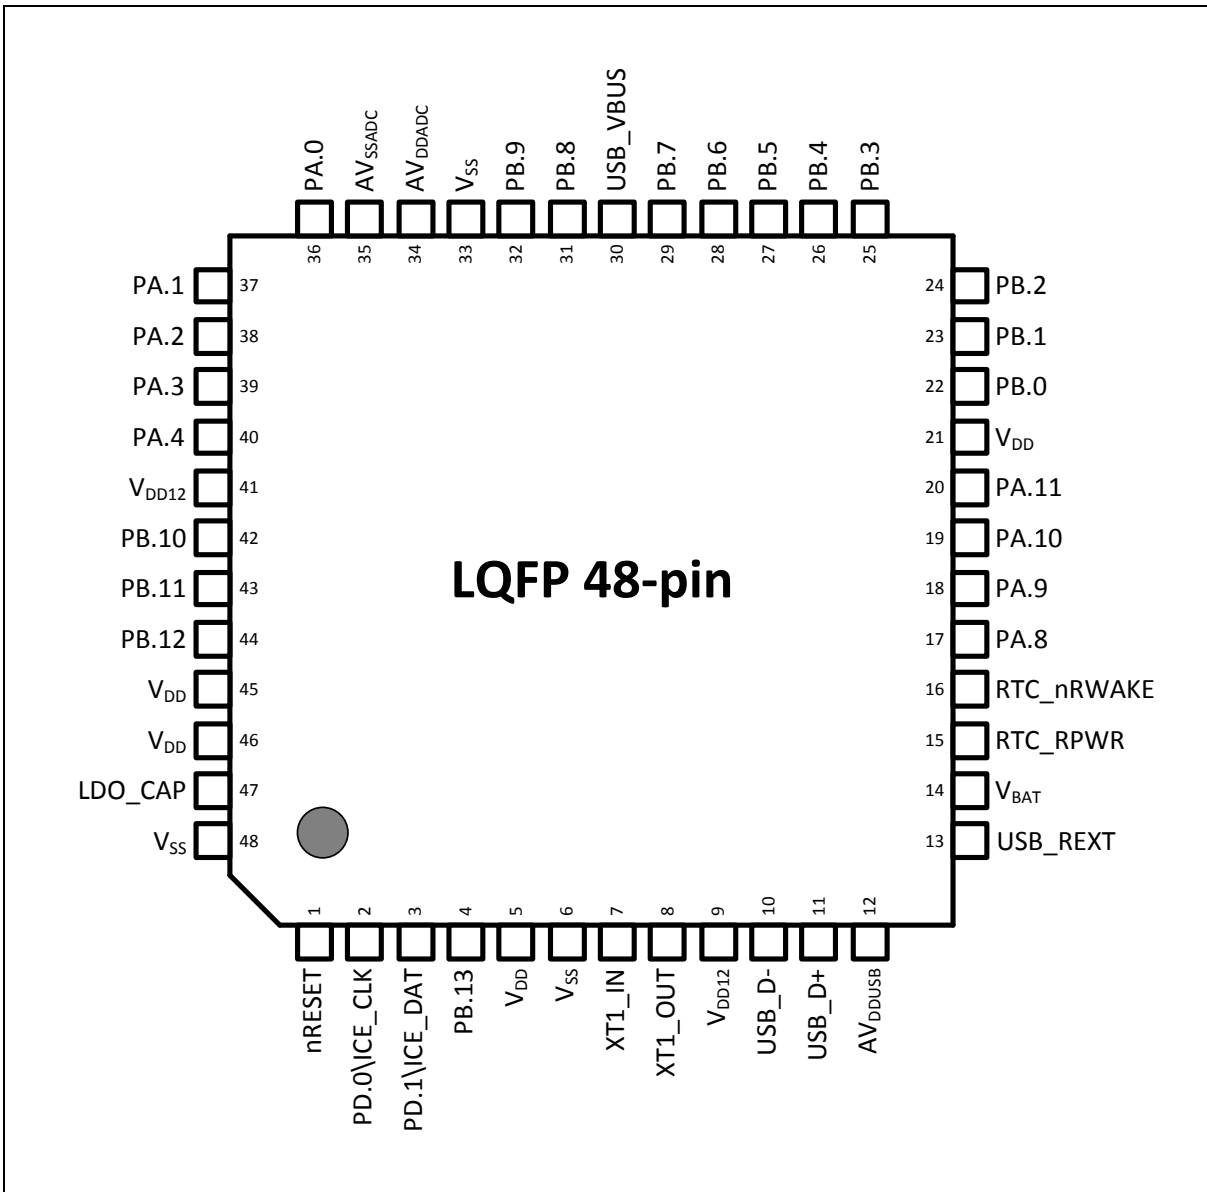 PA.0
AVSSADC
AVDDADC
VSS
PB.9
PB.8
USB_VBUS
PB.7
PB.6
PB.5
PB.4
PB.3
36
35
34
33
32
31
30
29
28
27
26
25
PA.1 37
PA.2 38
PA.3 39
PA.4 40
VDD12 41
PB.10 42
PB.11 43
PB.12 44
VDD 45
VDD 46
LDO_CAP 47
VSS 48
LQFP 48-pin
24 PB.2
23 PB.1
22 PB.0
21 VDD
20 PA.11
19 PA.10
18 PA.9
17 PA.8
16 RTC_nRWAKE
15 RTC_RPWR
14 VBAT
13 USB_REXT
1
2
3
4
5
6
7
8
9
10
11
12
nRESET
PD.0\ICE_CLK
PD.1\ICE_DAT
PB.13
VDD
VSS
XT1_IN
XT1_OUT
VDD12
USB_D-
USB_D+
AVDDUSB